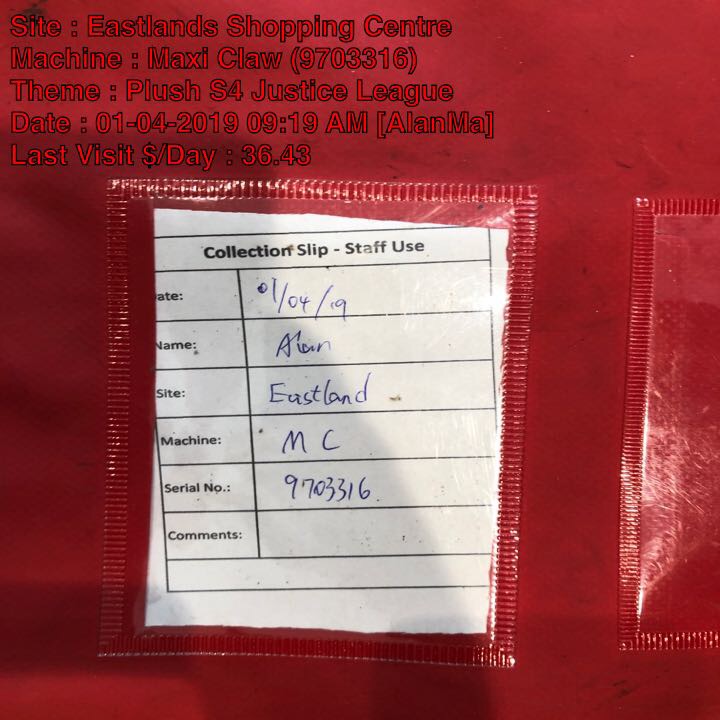 Site : Eastlands Shopping Centre
Machine : Maxi Claw (9703316)
Theme : Plush S4 Justice League
Date : 01-04-2019 09:19 AM [AlanMa]
Last Visit $/Day : 36.43
Collection Slip - Staff Use
ate: 01/04/19
Name: Alan
Site: Eastland
Machine: M C
Serial No.: 9703316
Comments: